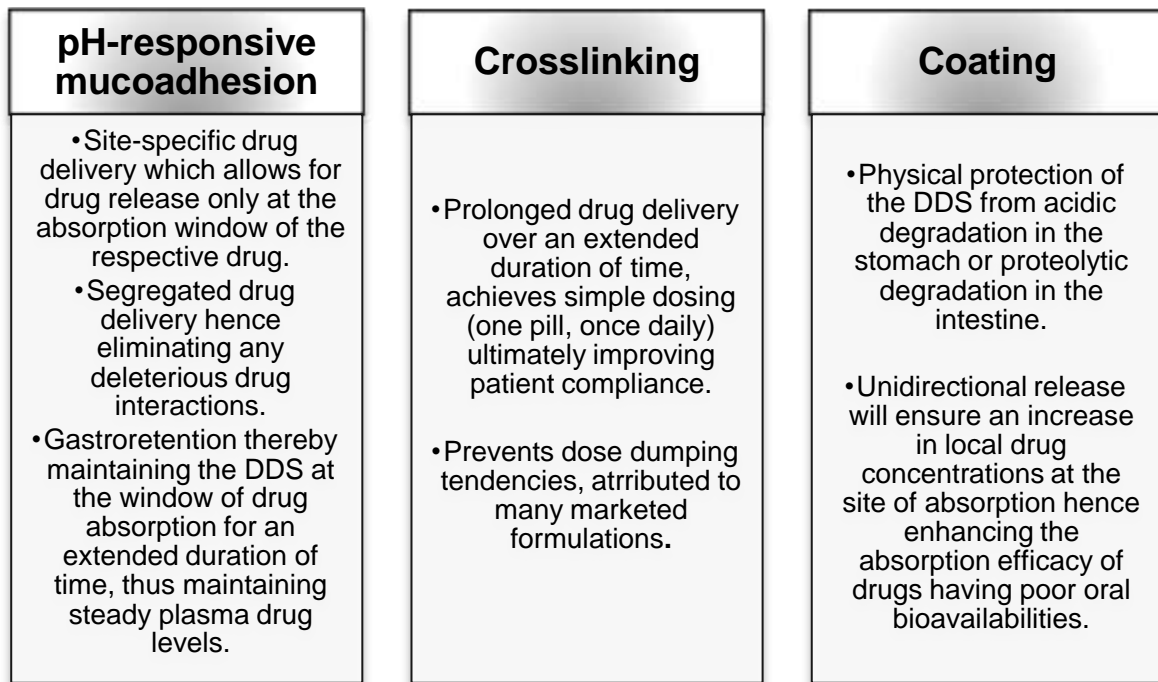 pH-responsive
mucoadhesion
•Site-specific drug
delivery which allows for
drug release only at the
absorption window of the
respective drug.
•Segregated drug
delivery hence
eliminating any
deleterious drug
interactions.
•Gastroretention thereby
maintaining the DDS at
the window of drug
absorption for an
extended duration of
time, thus maintaining
steady plasma drug
levels.
Crosslinking
•Prolonged drug delivery
over an extended
duration of time,
achieves simple dosing
(one pill, once daily)
ultimately improving
patient compliance.
•Prevents dose dumping
tendencies, atrributed to
many marketed
formulations.
Coating
•Physical protection of
the DDS from acidic
degradation in the
stomach or proteolytic
degradation in the
intestine.
•Unidirectional release
will ensure an increase
in local drug
concentrations at the
site of absorption hence
enhancing the
absorption efficacy of
drugs having poor oral
bioavailabilities.